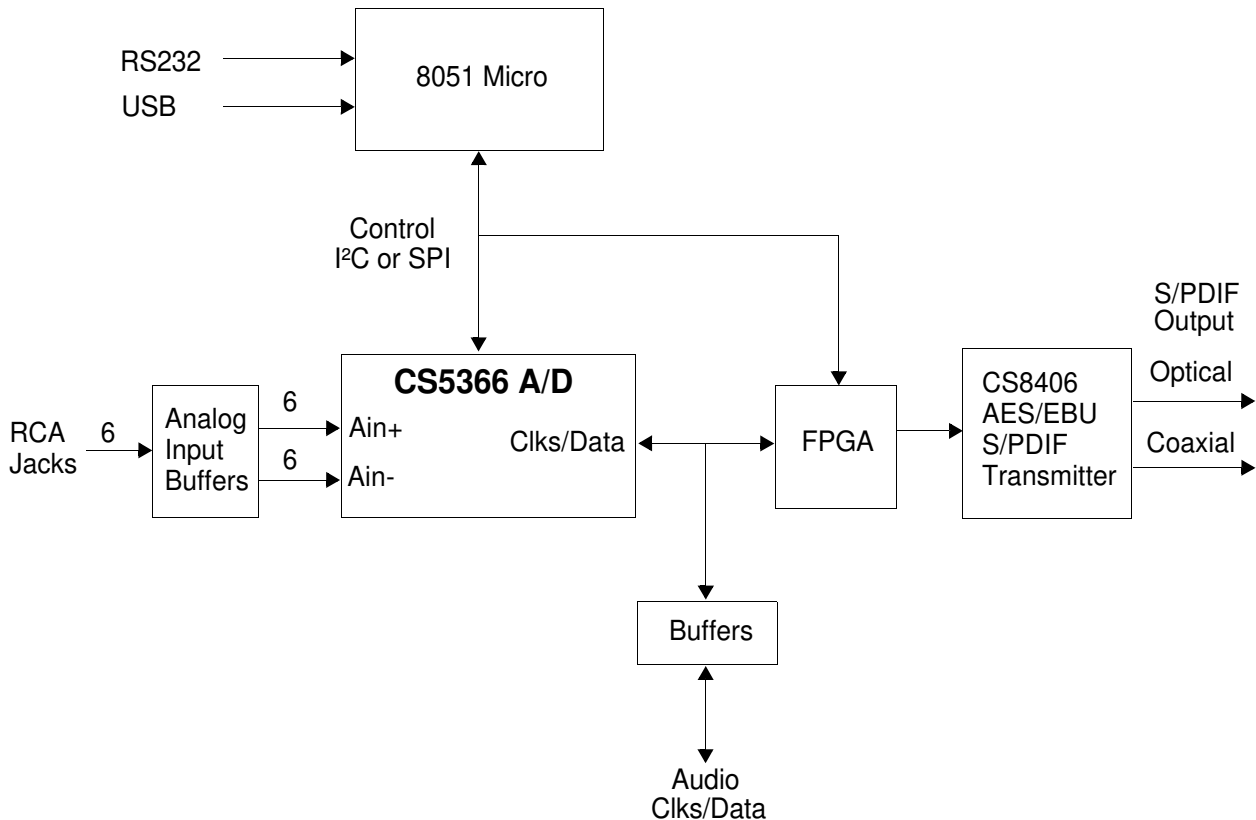 RS232
USB
8051 Micro
Control
I²C or SPI
S/PDIF
Output
CS5366 A/D
Optical
Coaxial
RCA
Jacks
6
Analog
Input
Buffers
6
6
Ain+
Ain-
Clks/Data
FPGA
CS8406
AES/EBU
S/PDIF
Transmitter
Buffers
Audio
Clks/Data